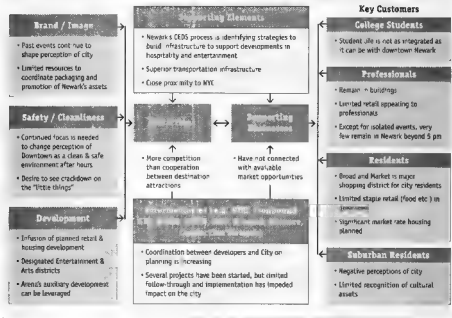 Key Customers
Brand / Image
• Past events continue to
shape perception of city
• Limited resources to
coordinate packaging and
promotion of Newark's assets
Safety / Cleanliness
• Continued focus is needed
to change perception of
Downtown as a clean & safe
environment after hours
• Desire to see crackdown on
the "little things"
Development
• Infusion of planned retail &
housing development
• Designated Entertainment &
Arts districts
• Arena's auxiliary development
can be leveraged
Supporting Elements
• Newark's CEDS process is identifying strategies to
build infrastructure to support developments in
hospitality and entertainment
• Superior transportation infrastructure
• Close proximity to NYC
Supporting
• More competition
than cooperation
between destination
attractions
• Have not connected
with available
market opportunities
• Coordination between developers and City on
planning is increasing
• Several projects have been started, but limited
follow-through and implementation has impeded
impact on the city
College Students
• Student life is not as integrated as
it can be with downtown Newark
Professionals
• Remain in buildings
• Limited retail appealing to
professionals
• Except for isolated events, very
few remain in Newark beyond 5 pm
Residents
• Broad and Market is major
shopping district for city residents
• Limited staple retail (food etc.) in
• Significant market rate housing
planned
Suburban Residents
• Negative perceptions of city
• Limited recognition of cultural
assets